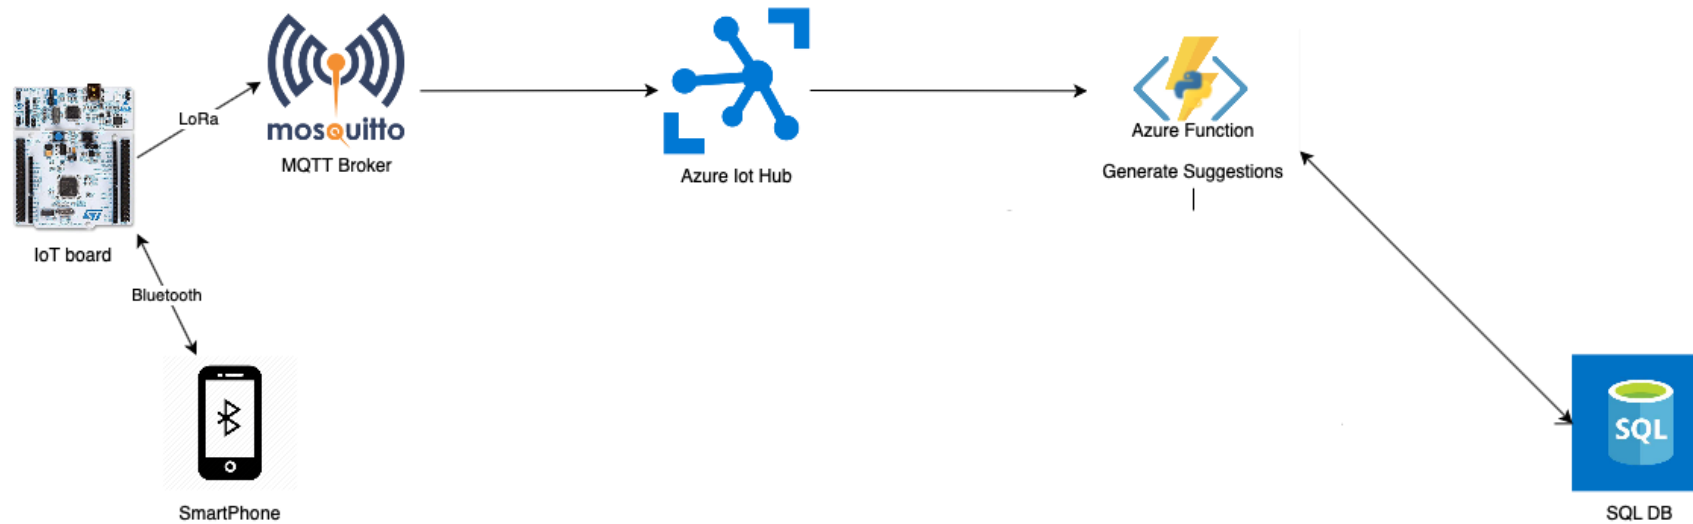 LoRa
mosquitto
MQTT Broker
Azure Iot Hub
Azure Function
Generate Suggestions
IoT board
Bluetooth
SmartPhone
SQL
SQL DB